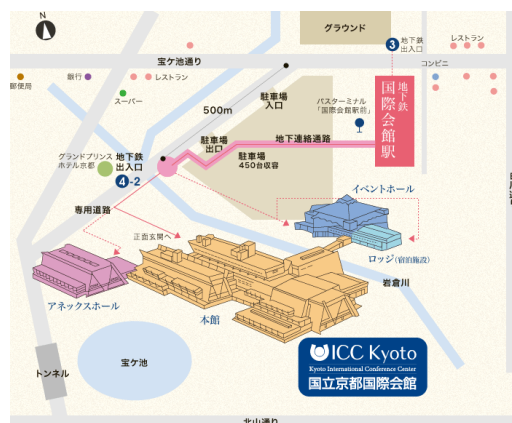 N
グラウンド
3
地下鉄
出入口
レストラン
宝ケ池通り
コンビニ
郵便局
銀行
レストラン
スーパー
500m
駐車場
入口
バスターミナル
「国際会館駅前」
地下鉄
国際会館駅
駐車場
出口
地下連絡通路
グランドプリンス
ホテル京都
地下鉄
出入口
4-2
駐車場
450台収容
イベントホール
専用道路
正面玄関へ
ロッジ(宿泊施設)
岩倉川
アネックスホール
本館
宝ケ池
トンネル
ICC Kyoto
Kyoto International Conference Center
国立京都国際会館
北山通り